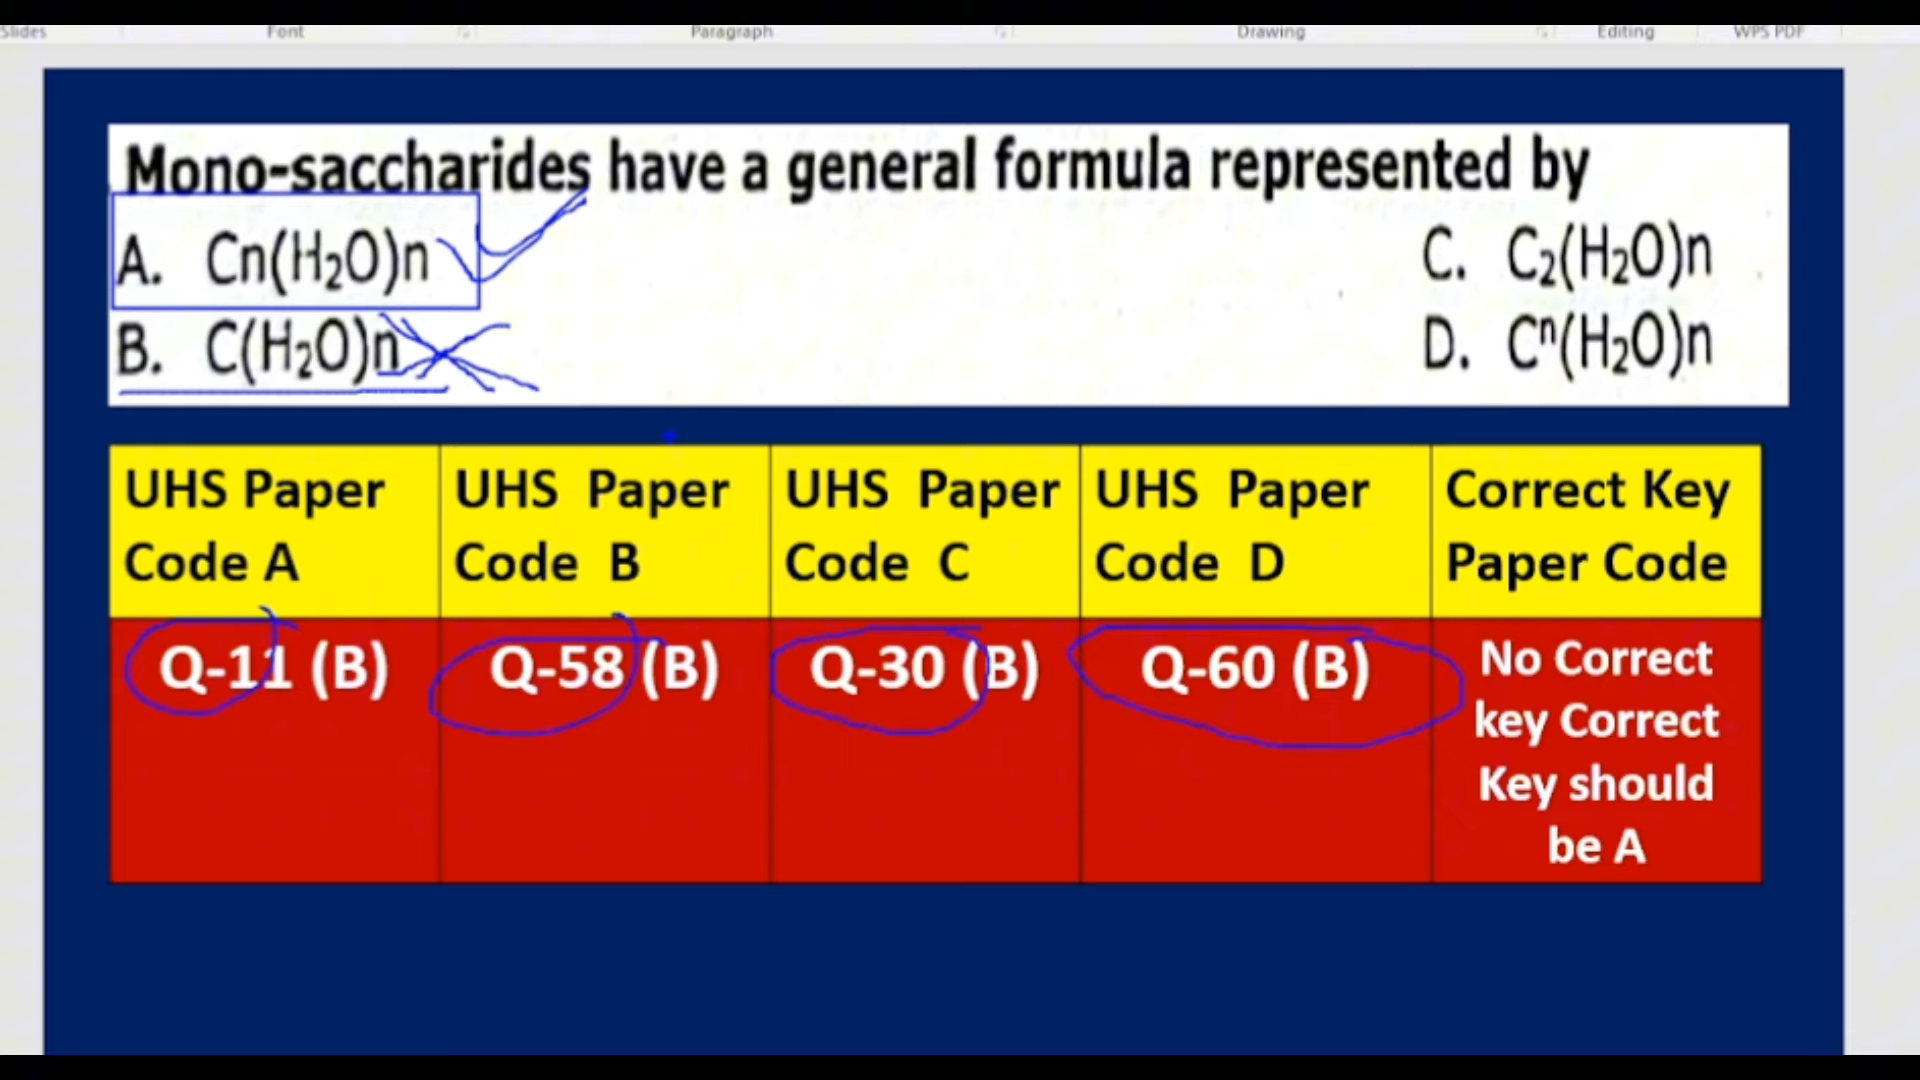 Slides Font Paragraph Drawing Editing WPS PDF
Mono-saccharides have a general formula represented by
A. Cn(H₂O)n
B. C(H₂O)n
C. C₂(H₂O)n
D. Cⁿ(H₂O)n
UHS Paper Code A
UHS Paper Code B
UHS Paper Code C
UHS Paper Code D
Correct Key Paper Code
Q-11 (B)
Q-58 (B)
Q-30 (B)
Q-60 (B)
No Correct
key Correct
Key should
be A